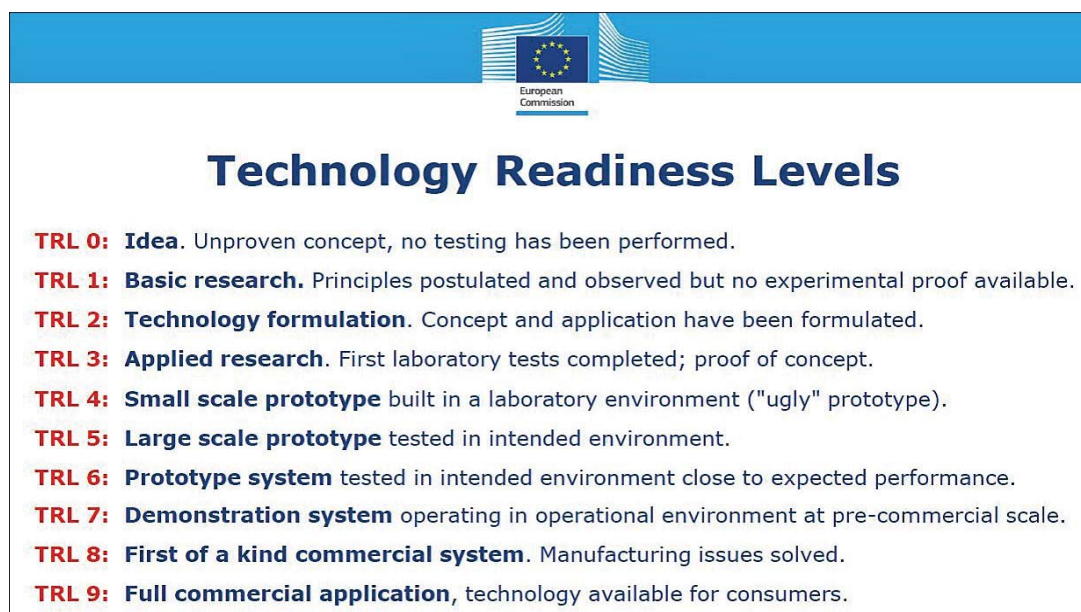 European
Commission
Technology Readiness Levels
TRL 0: Idea. Unproven concept, no testing has been performed.
TRL 1: Basic research. Principles postulated and observed but no experimental proof available.
TRL 2: Technology formulation. Concept and application have been formulated.
TRL 3: Applied research. First laboratory tests completed; proof of concept.
TRL 4: Small scale prototype built in a laboratory environment ("ugly" prototype).
TRL 5: Large scale prototype tested in intended environment.
TRL 6: Prototype system tested in intended environment close to expected performance.
TRL 7: Demonstration system operating in operational environment at pre-commercial scale.
TRL 8: First of a kind commercial system. Manufacturing issues solved.
TRL 9: Full commercial application, technology available for consumers.